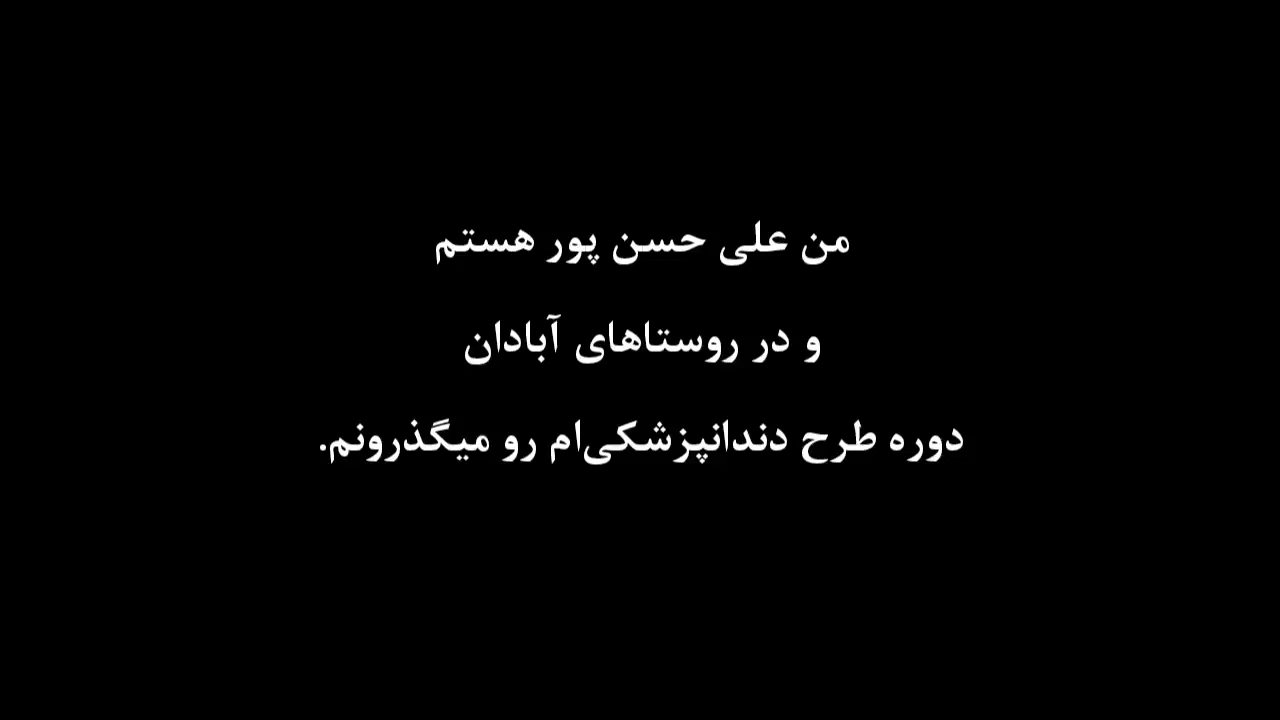 من علی حسن پور هستم
و در روستاهای آبادان
دوره طرح دندانپزشکی‌ام رو میگذرونم.